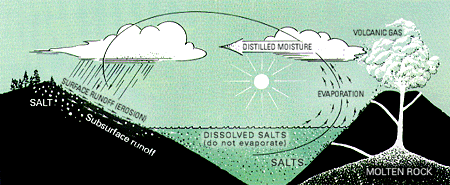 VOLCANIC GAS
DISTILLED MOISTURE
SURFACE RUNOFF (EROSION)
EVAPORATION
SALT
Subsurface runoff
DISSOLVED SALTS
(do not evaporate)
SALTS
MOLTEN ROCK